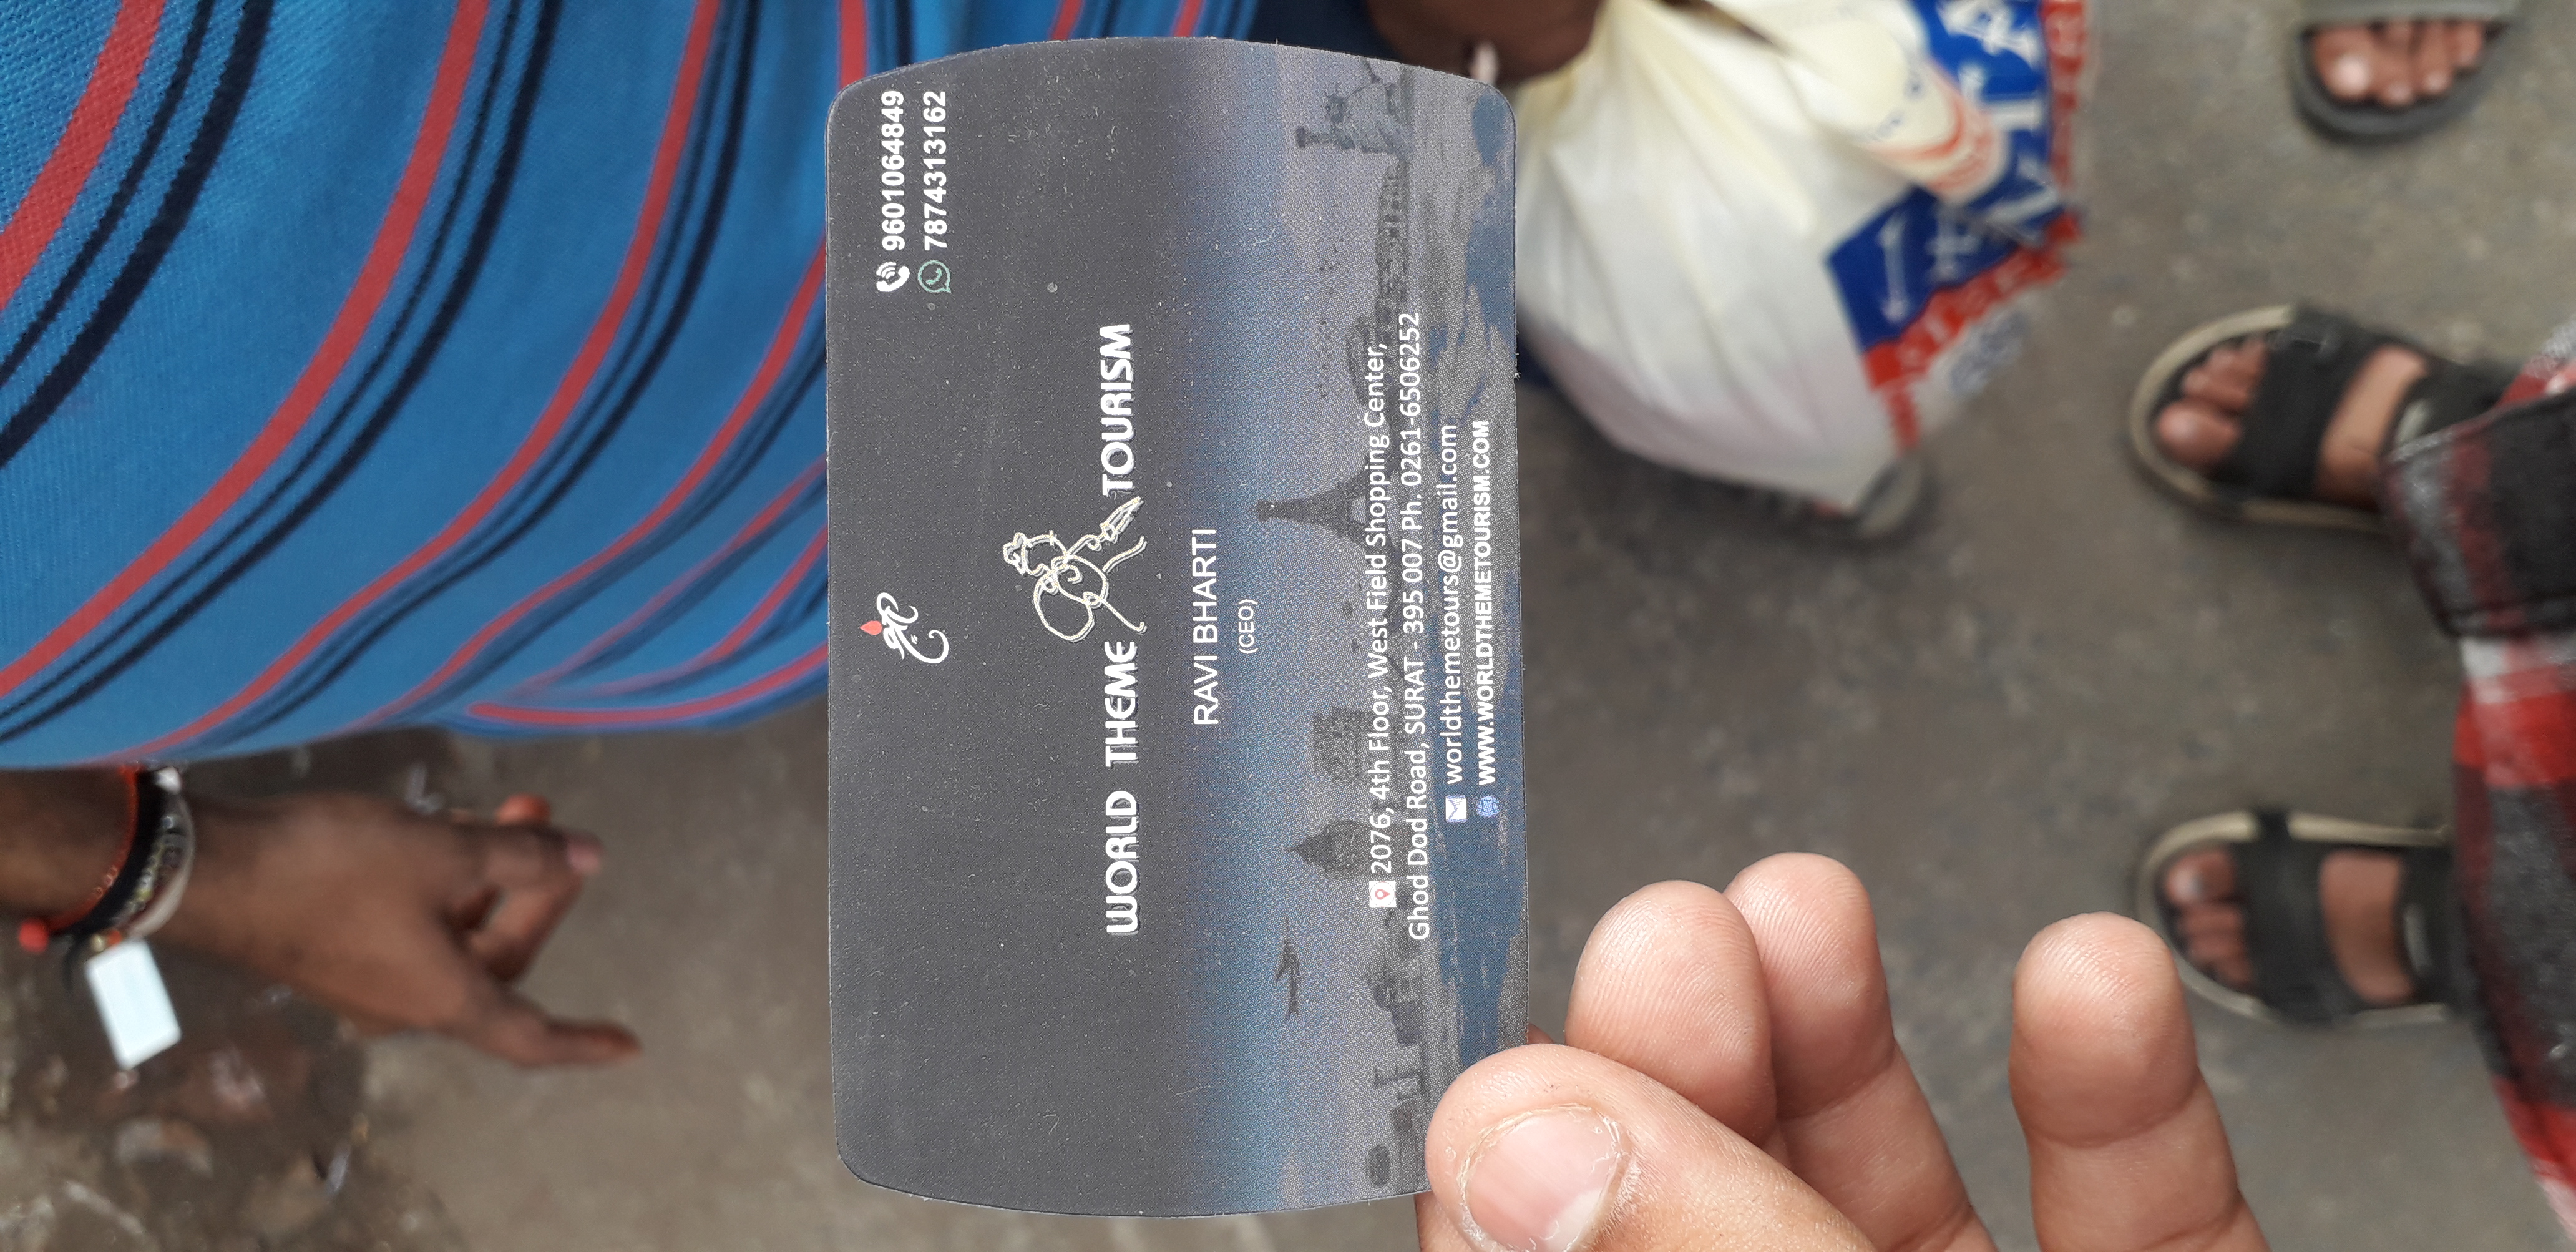 श्री
9601064849
7874313162
WORLD THEME TOURISM
RAVI BHARTI
(CEO)
2076, 4th Floor, West Field Shopping Center,
Ghod Dod Road, SURAT - 395 007 Ph. 0261-6506252
worldthemetours@gmail.com
WWW.WORLDTHEMETOURISM.COM